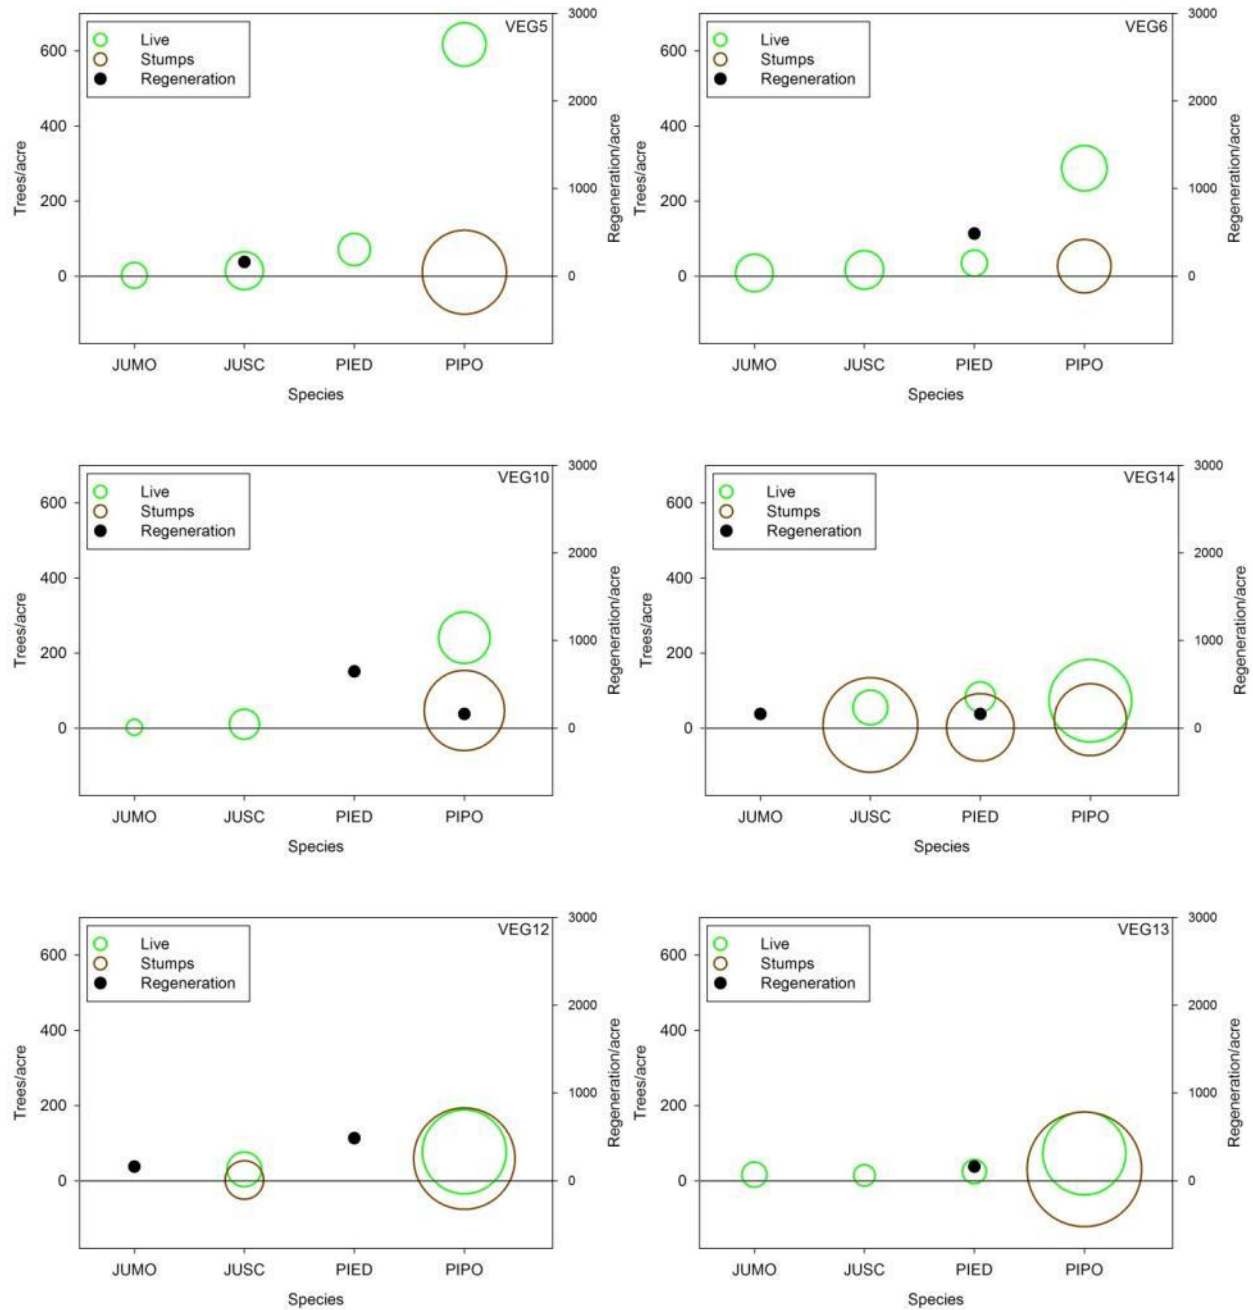 VEG5
Live
Stumps
Regeneration
Trees/acre
600
400
200
0
3000
2000
1000
0
Regeneration/acre
JUMO JUSC PIED PIPO
Species
VEG6
Live
Stumps
Regeneration
Trees/acre
600
400
200
0
3000
2000
1000
0
Regeneration/acre
JUMO JUSC PIED PIPO
Species
VEG10
Live
Stumps
Regeneration
Trees/acre
600
400
200
0
3000
2000
1000
0
Regeneration/acre
JUMO JUSC PIED PIPO
Species
VEG14
Live
Stumps
Regeneration
Trees/acre
600
400
200
0
3000
2000
1000
0
Regeneration/acre
JUMO JUSC PIED PIPO
Species
VEG12
Live
Stumps
Regeneration
Trees/acre
600
400
200
0
3000
2000
1000
0
Regeneration/acre
JUMO JUSC PIED PIPO
Species
VEG13
Live
Stumps
Regeneration
Trees/acre
600
400
200
0
3000
2000
1000
0
Regeneration/acre
JUMO JUSC PIED PIPO
Species